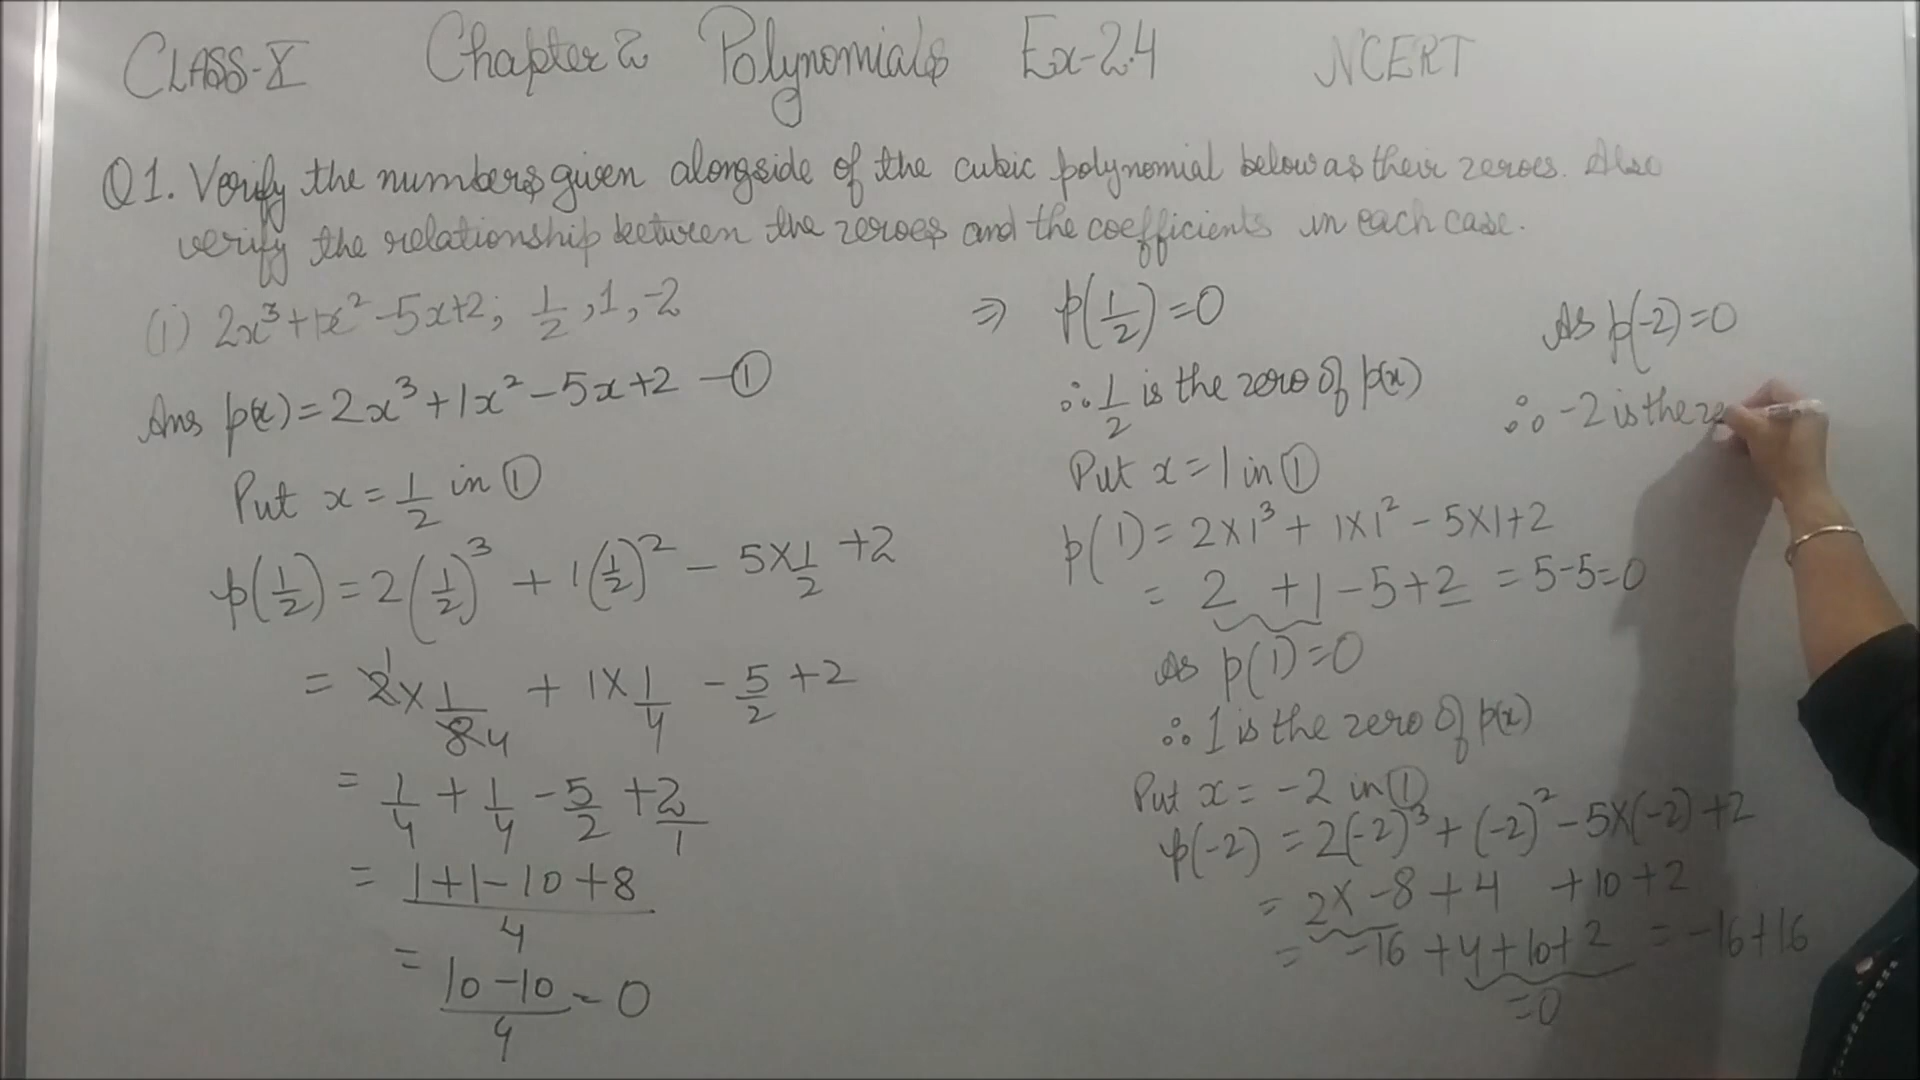 CLASS-X Chapter 2 Polynomials Ex-2.4 NCERT
Q1. Verify the numbers given alongside of the cubic polynomial below as their zeroes. Also
verify the relationship between the zeroes and the coefficients in each case.
(i) 2x³+1x²-5x+2; 1/2, 1, -2
Ans p(x)=2x³+1x²-5x+2 —①
Put x=1/2 in ①
p(1/2)=2(1/2)³+1(1/2)²-5×1/2+2
= 2×1/8 4 + 1×1/4 - 5/2 + 2
= 1/4 + 1/4 - 5/2 + 2/1
= 1+1-10+8/4
= 10-10/4 = 0
⇒ p(1/2)=0
∴ 1/2 is the zero of p(x)
Put x=1 in ①
p(1)=2×1³+1×1²-5×1+2
= 2+1-5+2 = 5-5=0
As p(1)=0
∴ 1 is the zero of p(x)
Put x=-2 in ①
p(-2)=2(-2)³+(-2)²-5×(-2)+2
= 2×-8+4 +10+2
= -16+4+10+2 = -16+16
=0
As p(-2)=0
∴ -2 is the